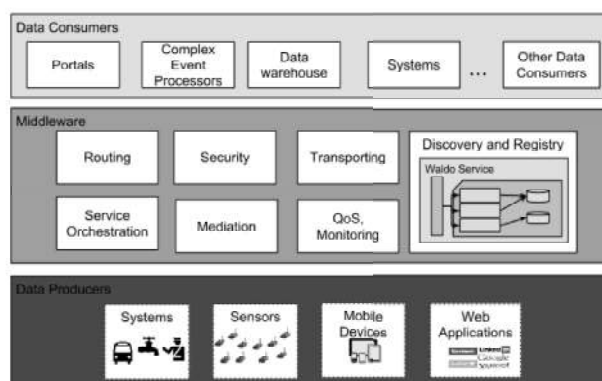 Data Consumers
Portals
Complex
Event
Processors
Data
warehouse
Systems
...
Other Data
Consumers
Middleware
Routing
Security
Transporting
Discovery and Registry
Waldo Service
Service
Orchestration
Mediation
QoS,
Monitoring
Data Producers
Systems
Sensors
Mobile
Devices
Web
Applications
Google